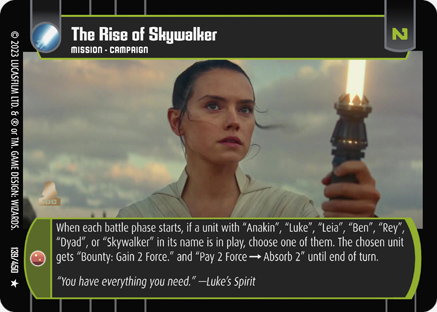 The Rise of Skywalker
MISSION - CAMPAIGN
N
When each battle phase starts, if a unit with “Anakin”, “Luke”, “Leia”, “Ben”, “Rey”,
“Dyad”, or “Skywalker” in its name is in play, choose one of them. The chosen unit
gets “Bounty: Gain 2 Force.” and “Pay 2 Force → Absorb 2” until end of turn.
“You have everything you need.” —Luke’s Spirit
© 2023 LUCASFILM LTD. & ® or TM. GAME DESIGN: WIZARDS.